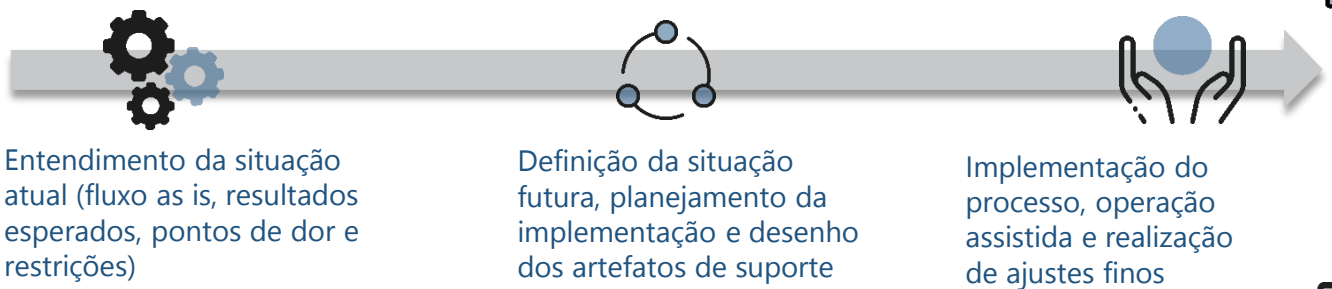 Entendimento da situação
atual (fluxo as is, resultados
esperados, pontos de dor e
restrições)
Definição da situação
futura, planejamento da
implementação e desenho
dos artefatos de suporte
Implementação do
processo, operação
assistida e realização
de ajustes finos